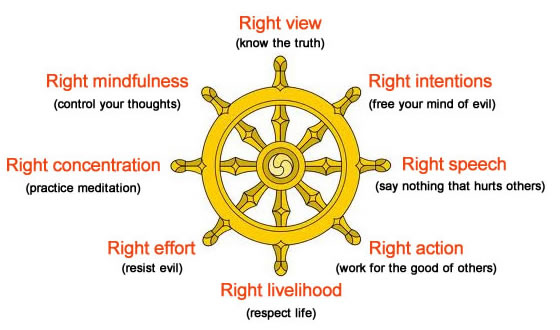 Right view
(know the truth)
Right mindfulness
(control your thoughts)
Right intentions
(free your mind of evil)
Right concentration
(practice meditation)
Right speech
(say nothing that hurts others)
Right effort
(resist evil)
Right action
(work for the good of others)
Right livelihood
(respect life)